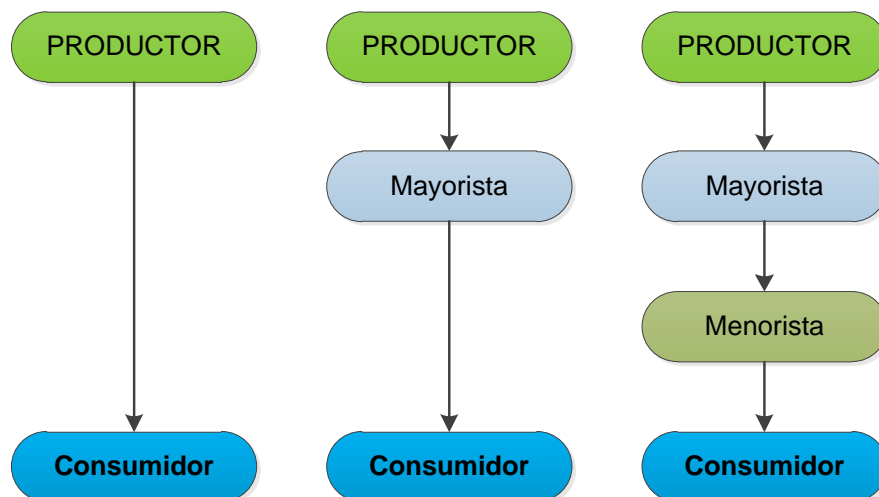 PRODUCTOR
PRODUCTOR
PRODUCTOR
Mayorista
Mayorista
Menorista
Consumidor
Consumidor
Consumidor